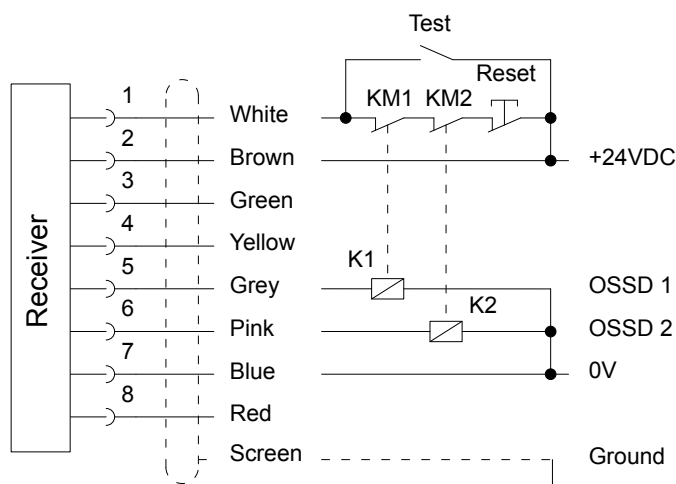 Test
Reset
1
KM1 KM2
White
2
Brown
+24VDC
3
Green
4
Yellow
K1
5
Grey
OSSD 1
K2
6
Pink
OSSD 2
7
Blue
0V
8
Red
Screen
Ground
Receiver